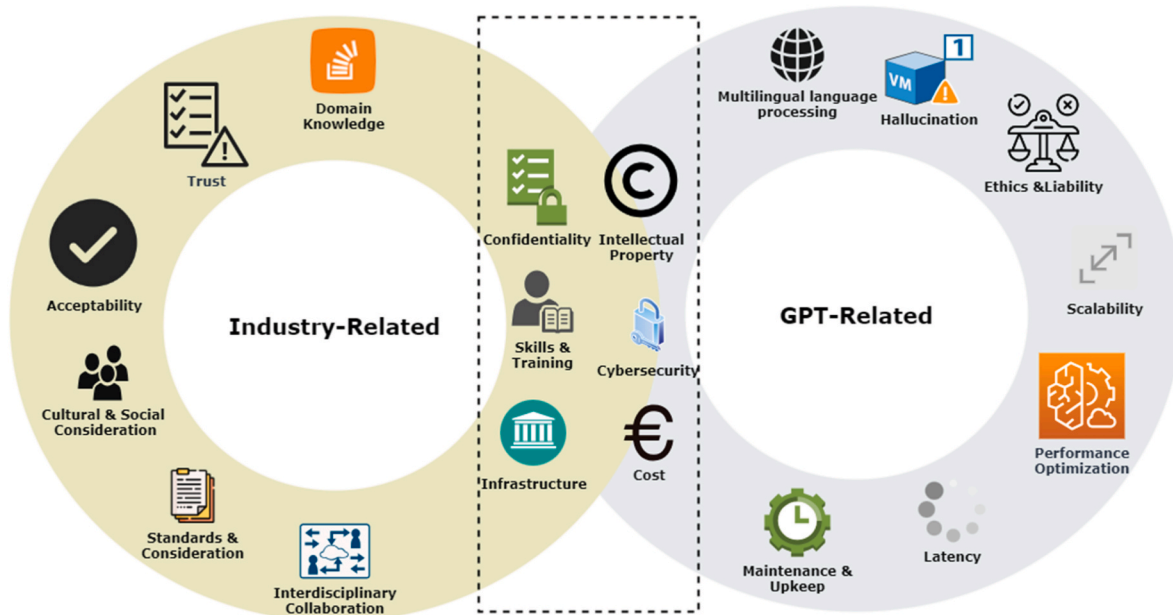 Domain
Knowledge
Trust
Acceptability
Cultural & Social
Consideration
Standards &
Consideration
Interdisciplinary
Collaboration
Industry-Related
Confidentiality
Intellectual
Property
Skills &
Training
Cybersecurity
Infrastructure
Cost
€
C
GPT-Related
Multilingual language
processing
1
VM
Hallucination
Ethics &Liability
Scalability
Performance
Optimization
Latency
Maintenance &
Upkeep